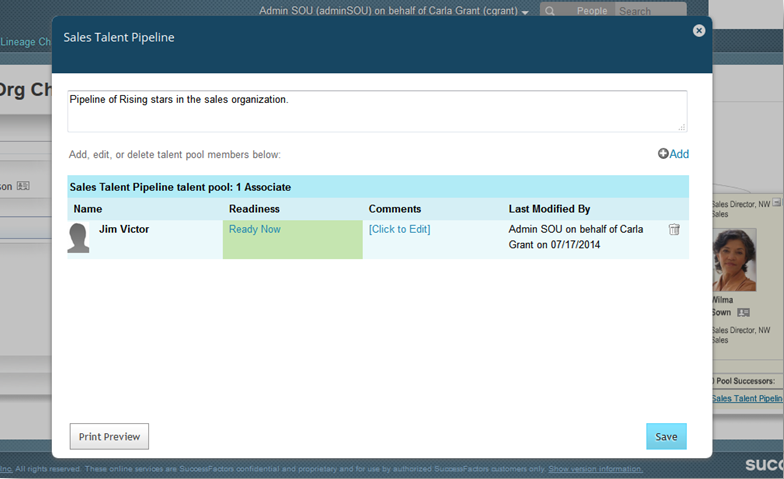 Admin SOU (adminSOU) on behalf of Carla Grant (cgrant)
People Search
Lineage Ch
Sales Talent Pipeline
Org Ch
Pipeline of Rising stars in the sales organization.
Add, edit, or delete talent pool members below:
Add
Sales Talent Pipeline talent pool: 1 Associate
Name Readiness Comments Last Modified By
Jim Victor Ready Now [Click to Edit] Admin SOU on behalf of Carla
Grant on 07/17/2014
son
Sales Director, NW
Sales
Wilma
Sown
Sales Director, NW
Sales
Pool Successors:
Sales Talent Pipelin
Print Preview Save
Inc. All rights reserved. These online services are SuccessFactors confidential and proprietary and for use by authorized SuccessFactors customers only. Show version information.
succ